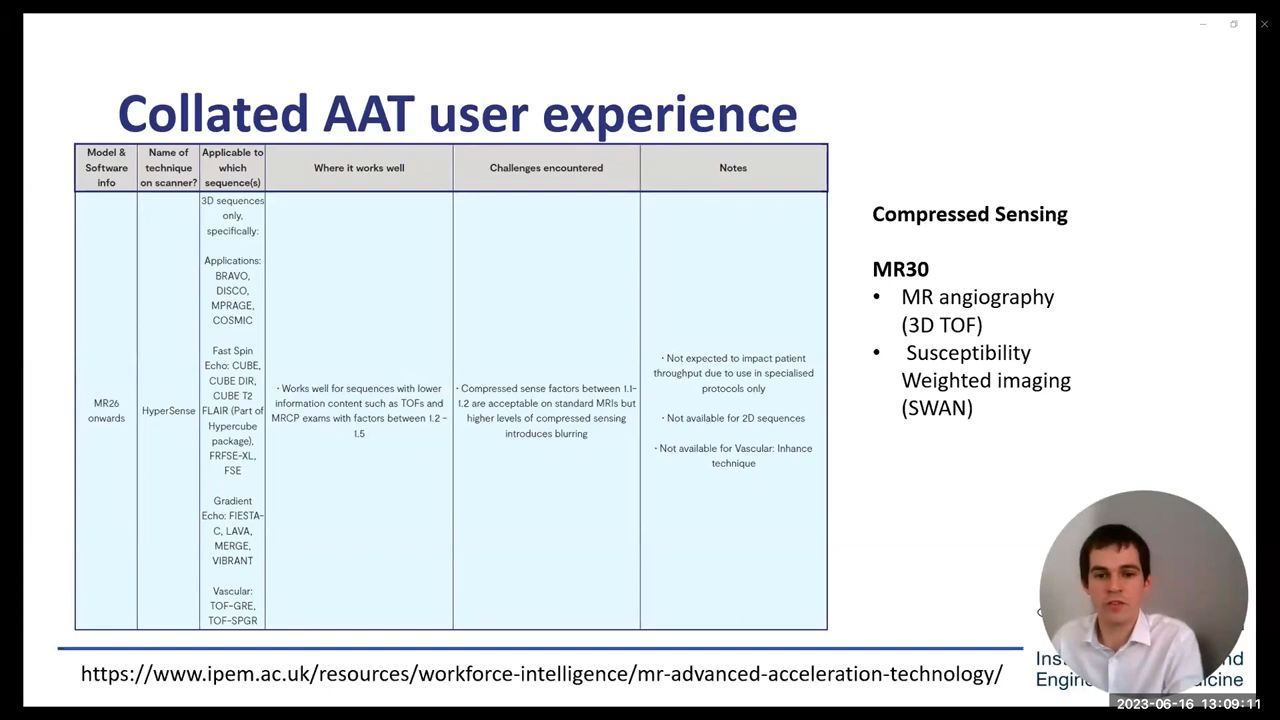 Collated AAT user experience
Model &
Software
info
Name of
technique
on scanner?
Applicable to
which
sequence(s)
Where it works well
Challenges encountered
Notes
MR26
onwards
HyperSense
3D sequences
only,
specifically:
Applications:
BRAVO,
DISCO,
MPRAGE,
COSMIC
Fast Spin
Echo: CUBE,
CUBE DIR,
CUBE T2
FLAIR (Part of
Hypercube
package),
FRFSE-XL,
FSE
Gradient
Echo: FIESTA-
C, LAVA,
MERGE,
VIBRANT
Vascular:
TOF-GRE,
TOF-SPGR
• Works well for sequences with lower
information content such as TOFs and
MRCP exams with factors between 1.2 -
1.5
• Compressed sense factors between 1.1-
1.2 are acceptable on standard MRIs but
higher levels of compressed sensing
introduces blurring
• Not expected to impact patient
throughput due to use in specialised
protocols only
• Not available for 2D sequences
• Not available for Vascular: Inhance
technique
Compressed Sensing
MR30
• MR angiography
(3D TOF)
• Susceptibility
Weighted imaging
(SWAN)
https://www.ipem.ac.uk/resources/workforce-intelligence/mr-advanced-acceleration-technology/
2023-06-16 13:09:11